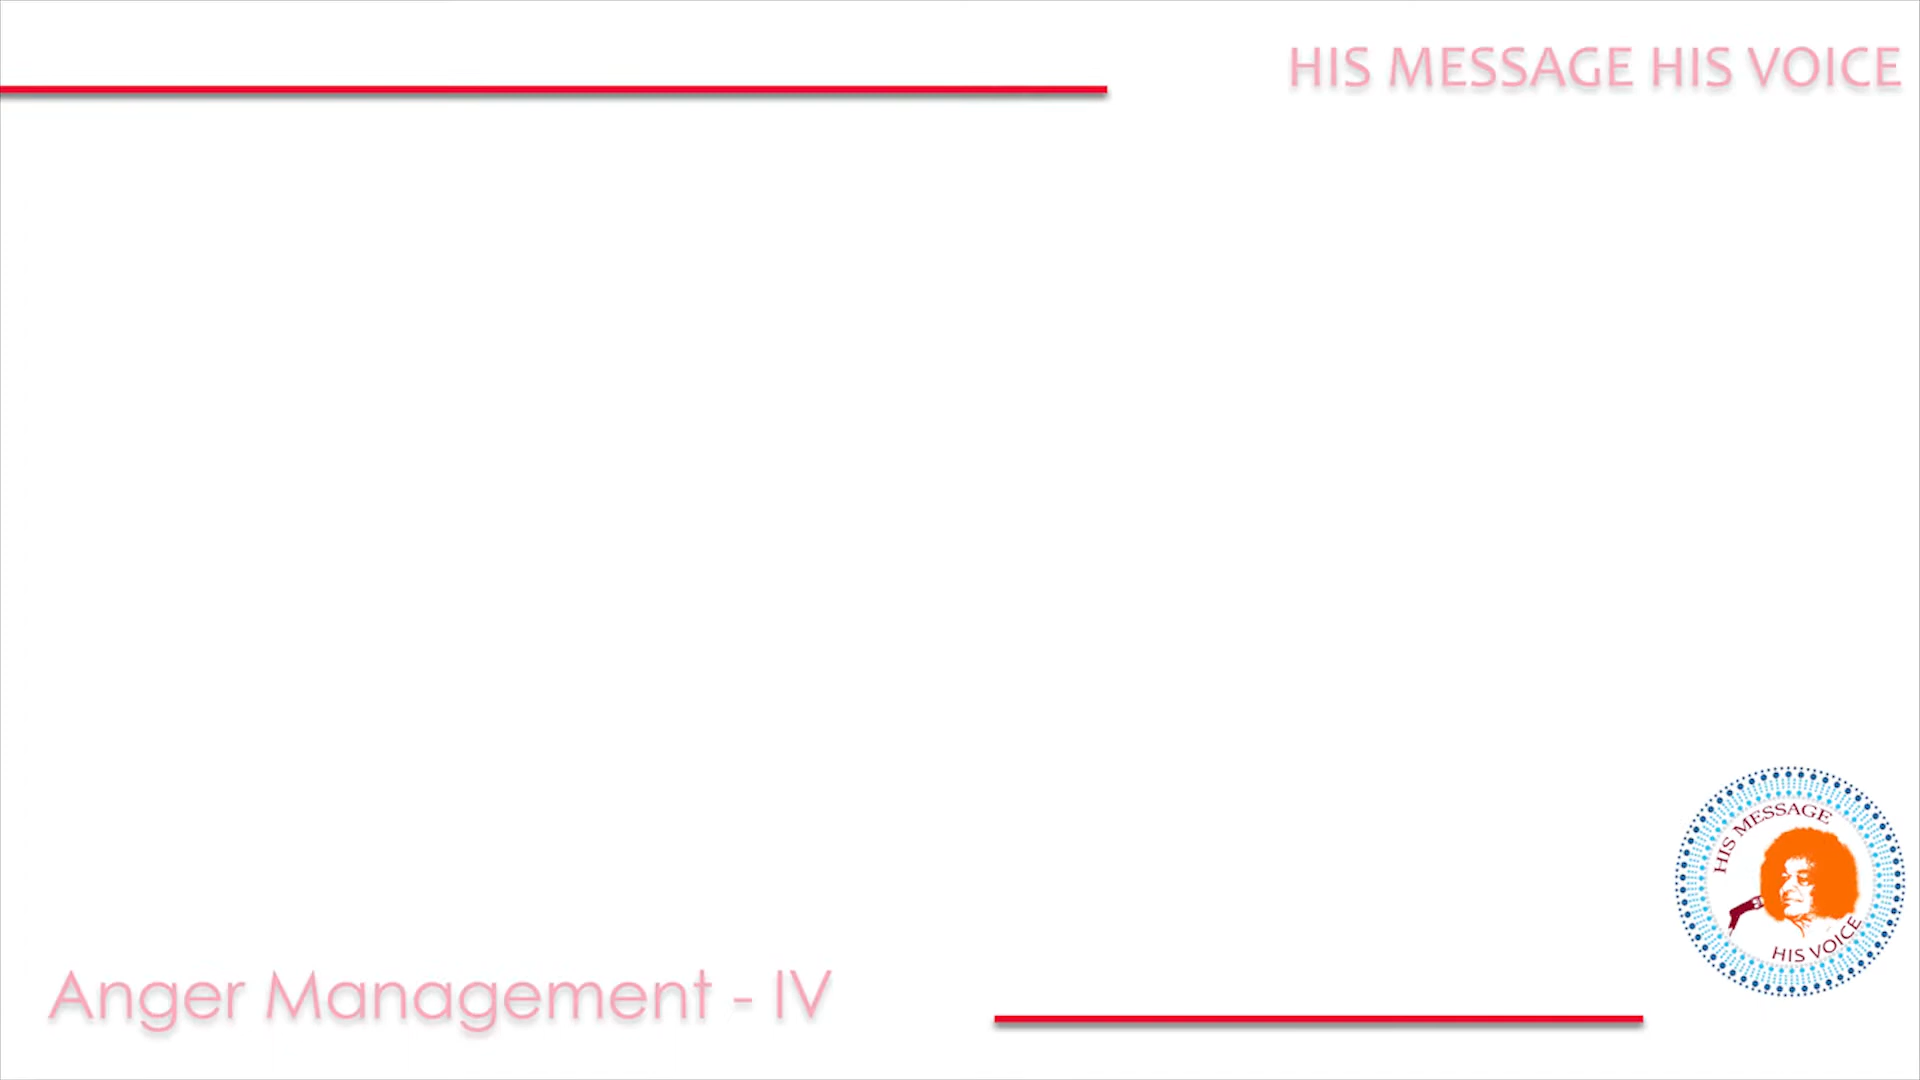 HIS MESSAGE HIS VOICE
HIS MESSAGE
HIS VOICE
Anger Management - IV